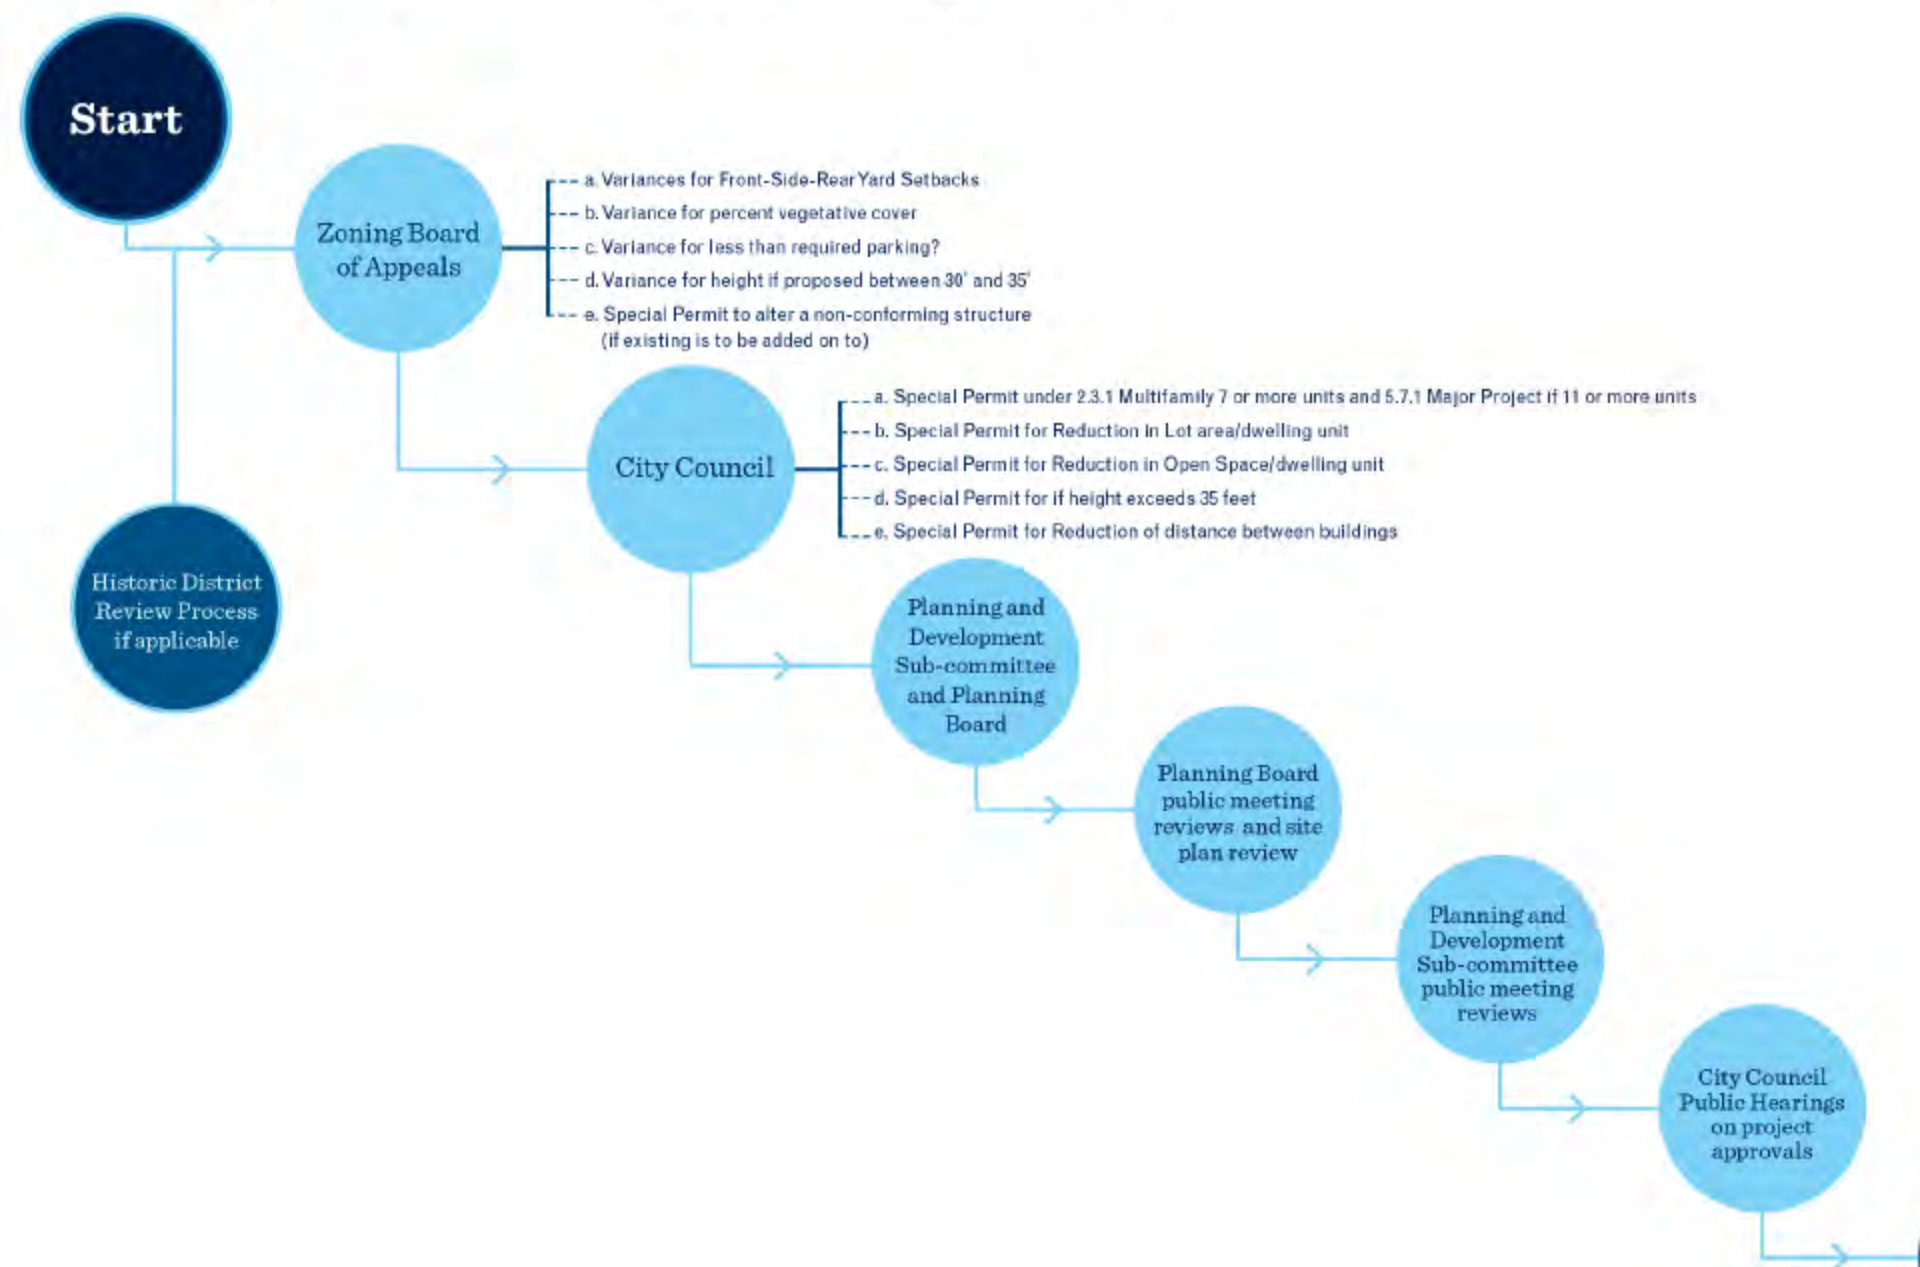 Start
Zoning Board
of Appeals
a. Variances for Front-Side-Rear Yard Setbacks
b. Variance for percent vegetative cover
c. Variance for less than required parking?
d. Variance for height if proposed between 30' and 35'
e. Special Permit to alter a non-conforming structure
(if existing is to be added on to)
City Council
a. Special Permit under 2.3.1 Multifamily 7 or more units and 5.7.1 Major Project if 11 or more units
b. Special Permit for Reduction in Lot area/dwelling unit
c. Special Permit for Reduction in Open Space/dwelling unit
d. Special Permit for if height exceeds 35 feet
e. Special Permit for Reduction of distance between buildings
Historic District
Review Process
if applicable
Planning and
Development
Sub-committee
and Planning
Board
Planning Board
public meeting
reviews and site
plan review
Planning and
Development
Sub-committee
public meeting
reviews
City Council
Public Hearings
on project
approvals